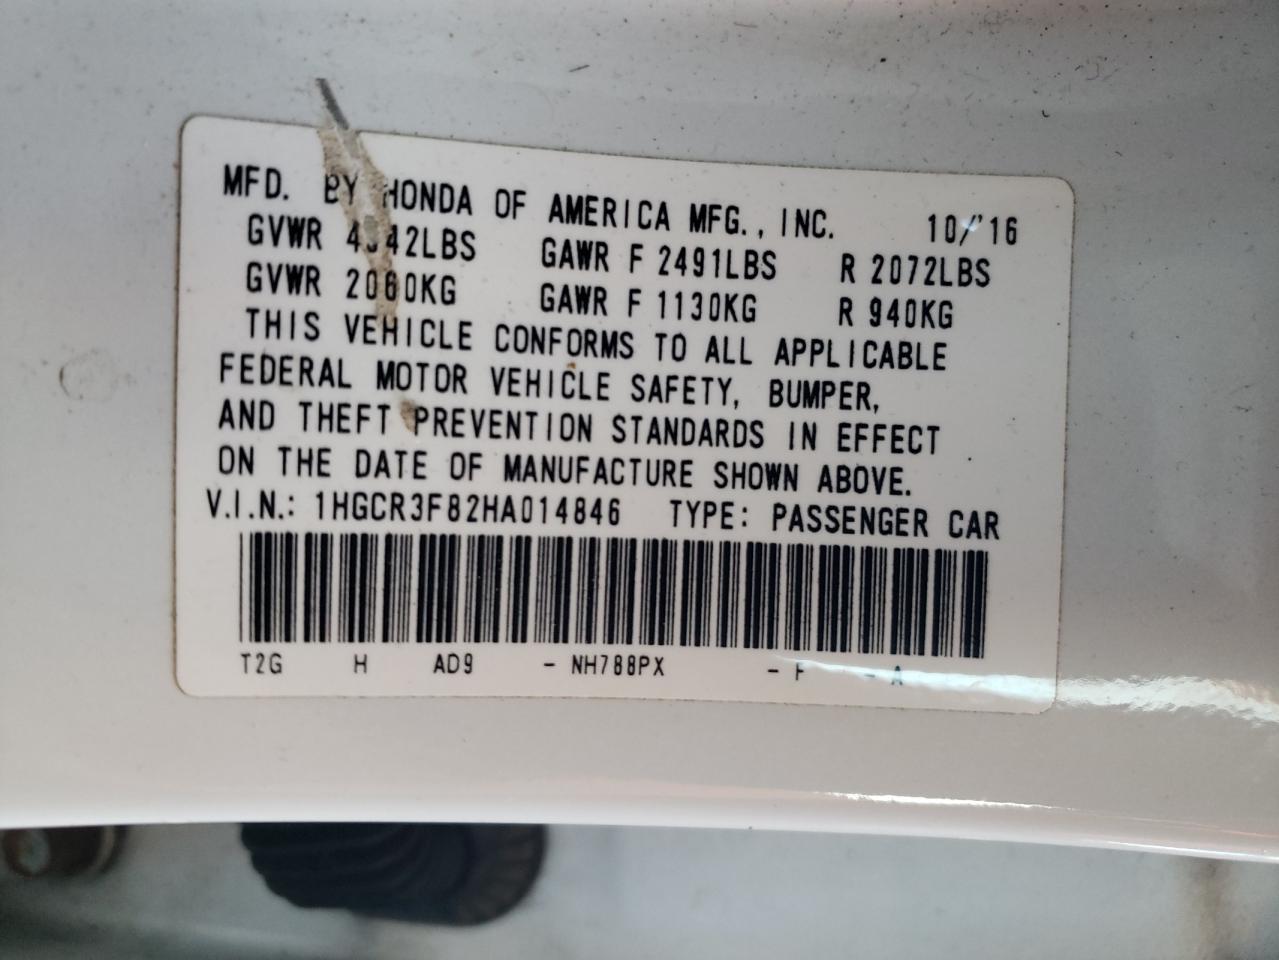 MFD. BY HONDA OF AMERICA MFG., INC. 10/'16
GVWR GAWR F 2491LBS R 2072LBS
GVWR 2060KG GAWR F 1130KG R 940KG
THIS VEHICLE CONFORMS TO ALL APPLICABLE
FEDERAL MOTOR VEHICLE SAFETY, BUMPER,
AND THEFT PREVENTION STANDARDS IN EFFECT
ON THE DATE OF MANUFACTURE SHOWN ABOVE.
V.I.N.: 1HGCR3F82HA014846 TYPE: PASSENGER CAR
T2G H AD9 - NH788PX - F - A